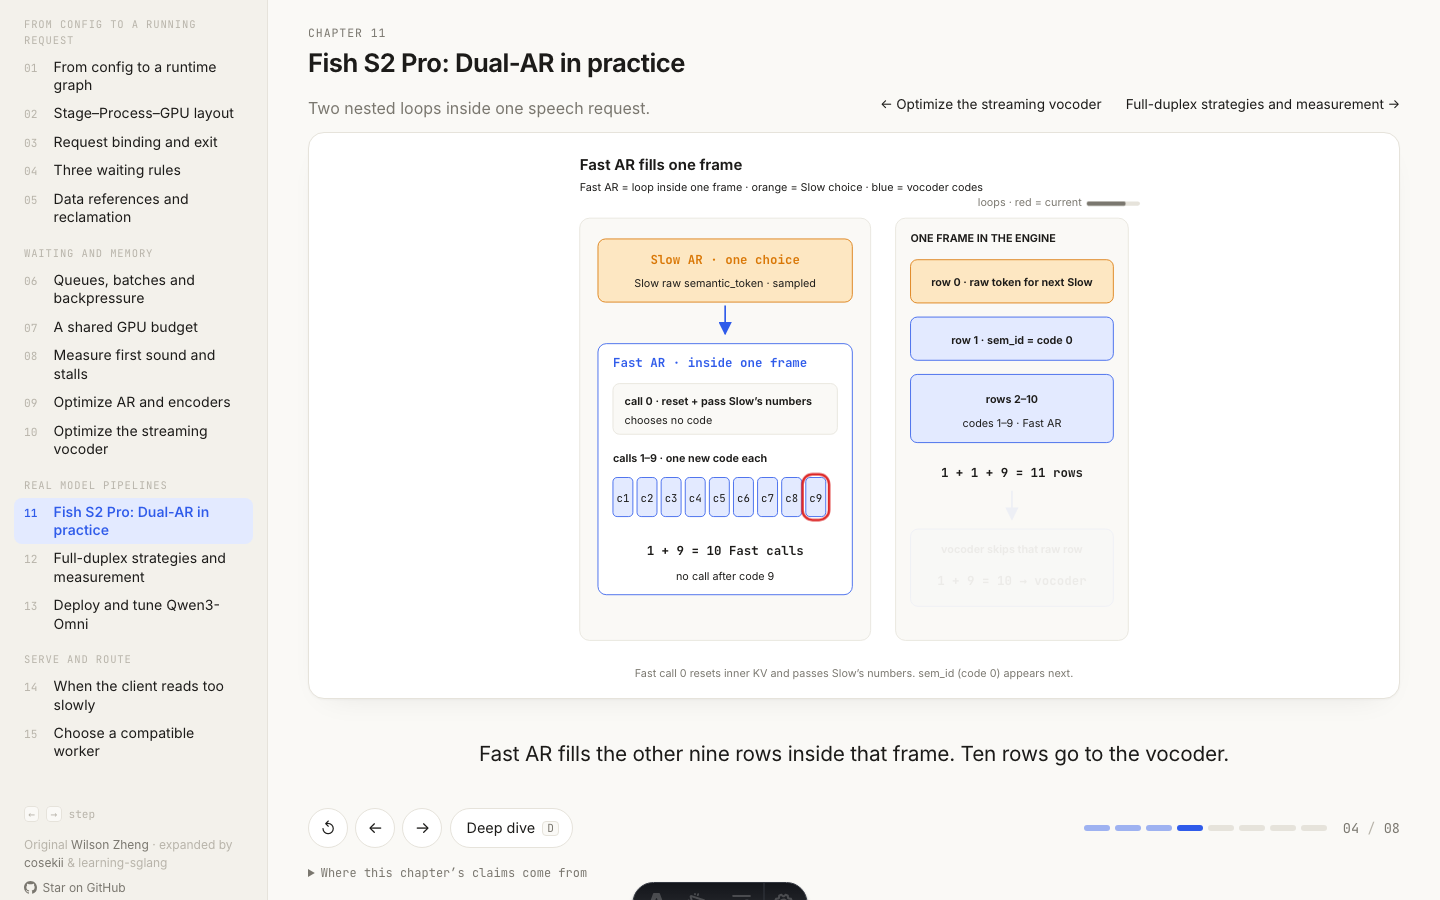 FROM CONFIG TO A RUNNING
REQUEST
01 From config to a runtime
graph
02 Stage–Process–GPU layout
03 Request binding and exit
04 Three waiting rules
05 Data references and
reclamation
WAITING AND MEMORY
06 Queues, batches and
backpressure
07 A shared GPU budget
08 Measure first sound and
stalls
09 Optimize AR and encoders
10 Optimize the streaming
vocoder
REAL MODEL PIPELINES
11 Fish S2 Pro: Dual-AR in
practice
12 Full-duplex strategies and
measurement
13 Deploy and tune Qwen3-
Omni
SERVE AND ROUTE
14 When the client reads too
slowly
15 Choose a compatible
worker
← → step
Original Wilson Zheng · expanded by
cosekii & learning-sglang
Star on GitHub
CHAPTER 11
Fish S2 Pro: Dual-AR in practice
Two nested loops inside one speech request.
← Optimize the streaming vocoder
Full-duplex strategies and measurement →
Fast AR fills one frame
Fast AR = loop inside one frame · orange = Slow choice · blue = vocoder codes
loops · red = current
Slow AR · one choice
Slow raw semantic_token · sampled
Fast AR · inside one frame
call 0 · reset + pass Slow’s numbers
chooses no code
calls 1–9 · one new code each
c1 c2 c3 c4 c5 c6 c7 c8 c9
1 + 9 = 10 Fast calls
no call after code 9
ONE FRAME IN THE ENGINE
row 0 · raw token for next Slow
row 1 · sem_id = code 0
rows 2–10
codes 1–9 · Fast AR
1 + 1 + 9 = 11 rows
vocoder skips that raw row
1 + 9 = 10 → vocoder
Fast call 0 resets inner KV and passes Slow’s numbers. sem_id (code 0) appears next.
Fast AR fills the other nine rows inside that frame. Ten rows go to the vocoder.
← → Deep dive D
04 / 08
▶ Where this chapter’s claims come from